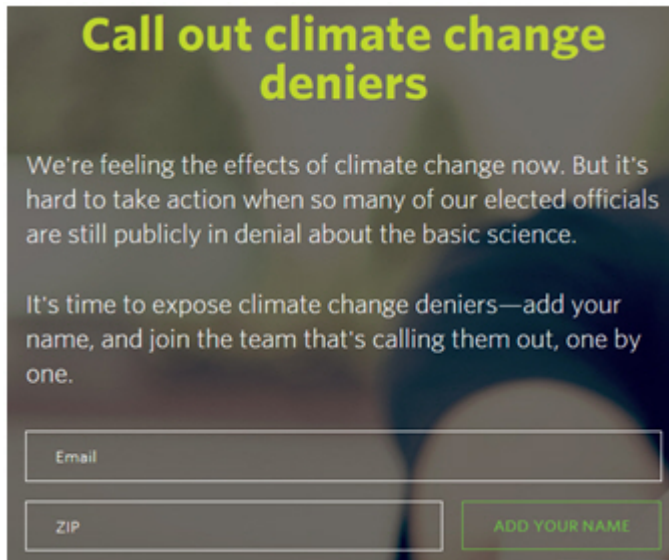 Call out climate change
deniers
We're feeling the effects of climate change now. But it's
hard to take action when so many of our elected officials
are still publicly in denial about the basic science.
It's time to expose climate change deniers—add your
name, and join the team that's calling them out, one by
one.
Email
ZIP
ADD YOUR NAME